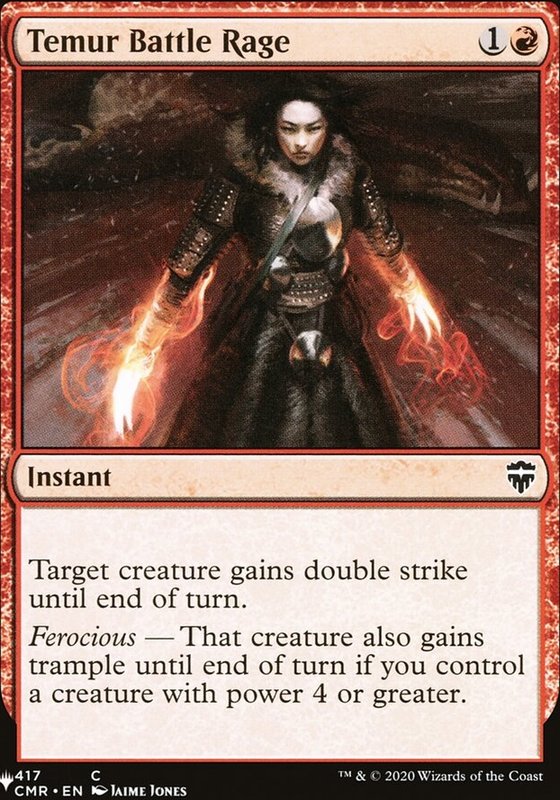 Temur Battle Rage 1
Instant
Target creature gains double strike
until end of turn.
Ferocious — That creature also gains
trample until end of turn if you control
a creature with power 4 or greater.
417 C
CMR • EN Jaime Jones
™ & © 2020 Wizards of the Coast